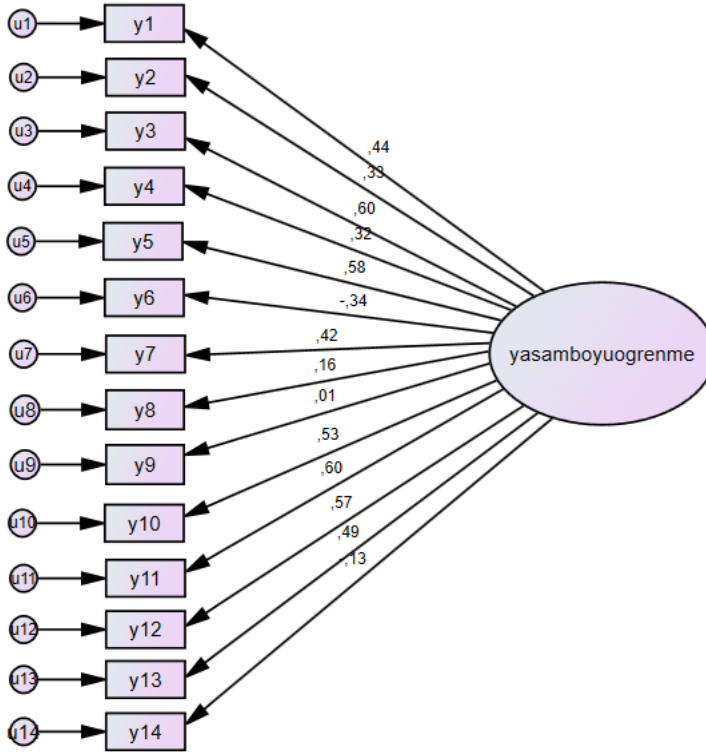 u1 y1
u2 y2
u3 y3
u4 y4
u5 y5
u6 y6
u7 y7
u8 y8
u9 y9
u10 y10
u11 y11
u12 y12
u13 y13
u14 y14
,44
,33
,60
,32
,58
-,34
,42
,16
,01
,53
,60
,57
,49
-,13
yasamboyuogrenme